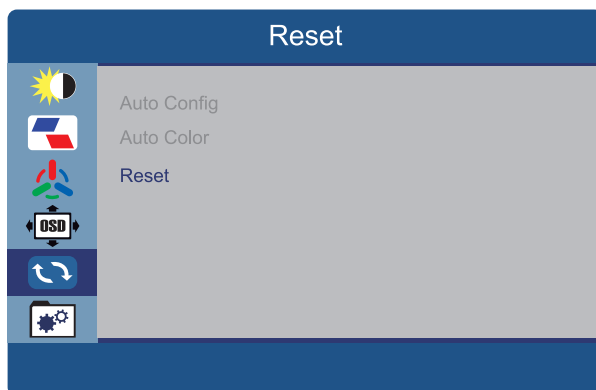 Reset
Auto Config
Auto Color
Reset
OSD